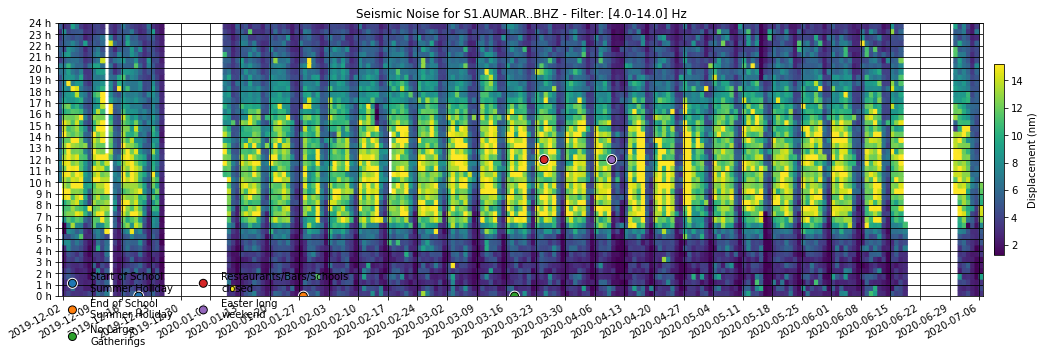 Seismic Noise for S1.AUMAR..BHZ - Filter: [4.0-14.0] Hz
24 h
23 h
22 h
21 h
20 h
19 h
18 h
17 h
16 h
15 h
14 h
13 h
12 h
11 h
10 h
9 h
8 h
7 h
6 h
5 h
4 h
3 h
2 h
1 h
0 h
14
12
10
8
6
4
2
Displacement (nm)
Start of School
Summer Holiday
End of School
Summer Holiday
No large
Gatherings
Restaurants/Bars/Schools
closed
Easter long
weekend
2019-12-02
2020-01-27
2020-02-03
2020-02-10
2020-02-17
2020-02-24
2020-03-02
2020-03-09
2020-03-16
2020-03-23
2020-03-30
2020-04-06
2020-04-13
2020-04-20
2020-04-27
2020-05-04
2020-05-11
2020-05-18
2020-05-25
2020-06-01
2020-06-08
2020-06-15
2020-06-22
2020-06-29
2020-07-06